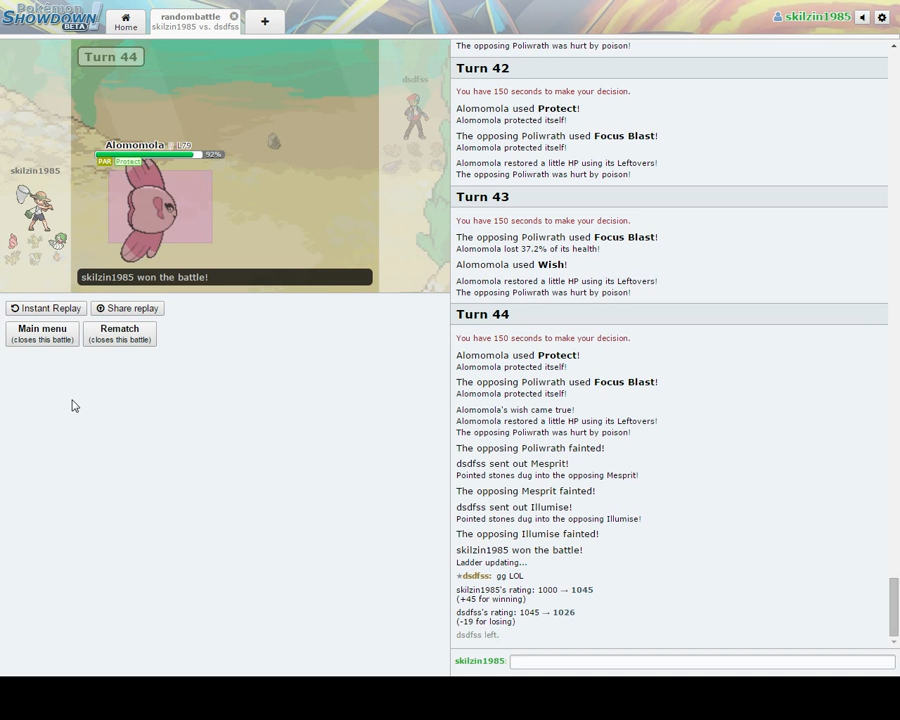 Pokémon
SHOWDOWN!
BETA
Home
randombattle
skilzin1985 vs. dsdfss
+
skilzin1985
Turn 44
dsdfss
Alomomola L79
92%
PAR Protect
skilzin1985
skilzin1985 won the battle!
Instant Replay
Share replay
Main menu
(closes this battle)
Rematch
(closes this battle)
The opposing Poliwrath was hurt by poison!
Turn 42
You have 150 seconds to make your decision.
Alomomola used Protect!
Alomomola protected itself!
The opposing Poliwrath used Focus Blast!
Alomomola protected itself!
Alomomola restored a little HP using its Leftovers!
The opposing Poliwrath was hurt by poison!
Turn 43
You have 150 seconds to make your decision.
The opposing Poliwrath used Focus Blast!
Alomomola lost 37.2% of its health!
Alomomola used Wish!
Alomomola restored a little HP using its Leftovers!
The opposing Poliwrath was hurt by poison!
Turn 44
You have 150 seconds to make your decision.
Alomomola used Protect!
Alomomola protected itself!
The opposing Poliwrath used Focus Blast!
Alomomola protected itself!
Alomomola's wish came true!
Alomomola restored a little HP using its Leftovers!
The opposing Poliwrath was hurt by poison!
The opposing Poliwrath fainted!
dsdfss sent out Mesprit!
Pointed stones dug into the opposing Mesprit!
The opposing Mesprit fainted!
dsdfss sent out Illumise!
Pointed stones dug into the opposing Illumise!
The opposing Illumise fainted!
skilzin1985 won the battle!
Ladder updating...
★dsdfss: gg LOL
skilzin1985's rating: 1000 → 1045
(+45 for winning)
dsdfss's rating: 1045 → 1026
(-19 for losing)
dsdfss left.
skilzin1985: